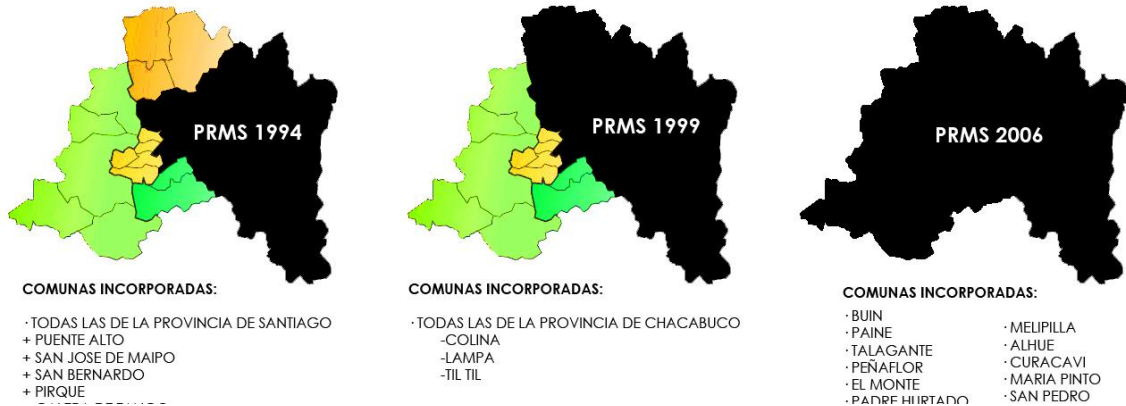 PRMS 1994
COMUNAS INCORPORADAS:
· TODAS LAS DE LA PROVINCIA DE SANTIAGO
+ PUENTE ALTO
+ SAN JOSE DE MAIPO
+ SAN BERNARDO
+ PIRQUE
PRMS 1999
COMUNAS INCORPORADAS:
· TODAS LAS DE LA PROVINCIA DE CHACABUCO
-COLINA
-LAMPA
-TIL TIL
PRMS 2006
COMUNAS INCORPORADAS:
· BUIN
· PAINE
· TALAGANTE
· PEÑAFLOR
· EL MONTE
· PADRE HURTADO
· MELIPILLA
· ALHUE
· CURACAVI
· MARIA PINTO
· SAN PEDRO